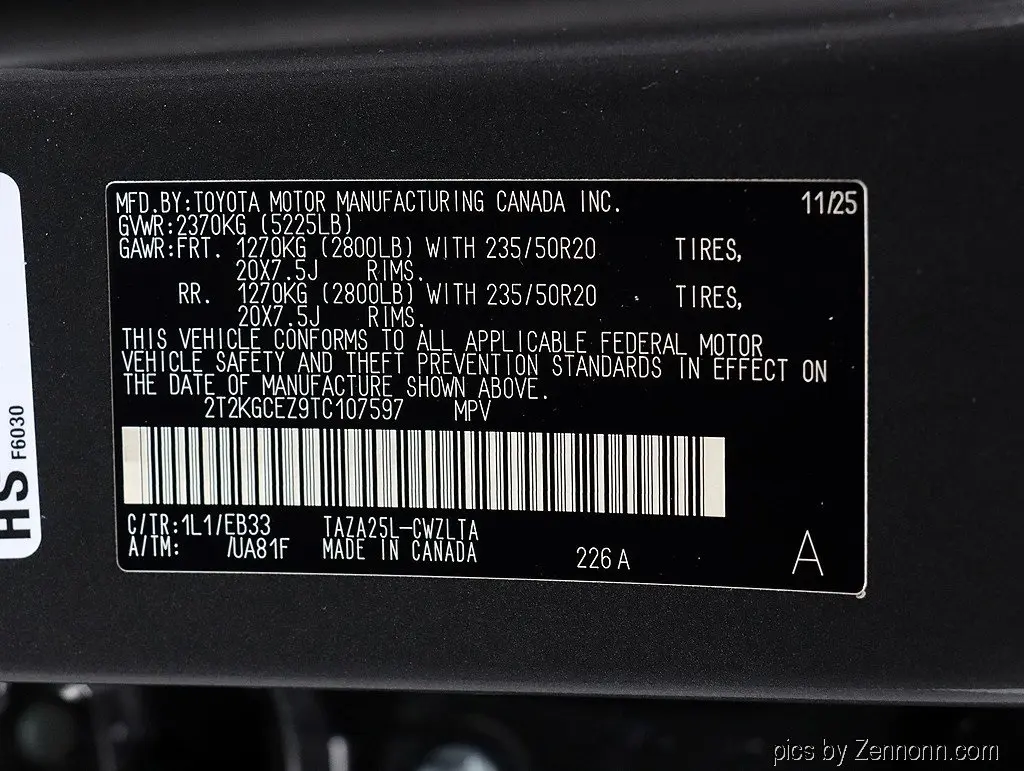 MFD.BY:TOYOTA MOTOR MANUFACTURING CANADA INC. 11/25
GVWR:2370KG (5225LB)
GAWR:FRT. 1270KG (2800LB) WITH 235/50R20 TIRES,
20X7.5J RIMS.
RR. 1270KG (2800LB) WITH 235/50R20 TIRES,
20X7.5J RIMS.
THIS VEHICLE CONFORMS TO ALL APPLICABLE FEDERAL MOTOR
VEHICLE SAFETY AND THEFT PREVENTION STANDARDS IN EFFECT ON
THE DATE OF MANUFACTURE SHOWN ABOVE.
2T2KGCEZ9TC107597 MPV
C/TR:1L1/EB33 TAZA25L-CWZLTA
A/TM: /UA81F MADE IN CANADA 226 A A
HS F6030
pics by Zennonn.com